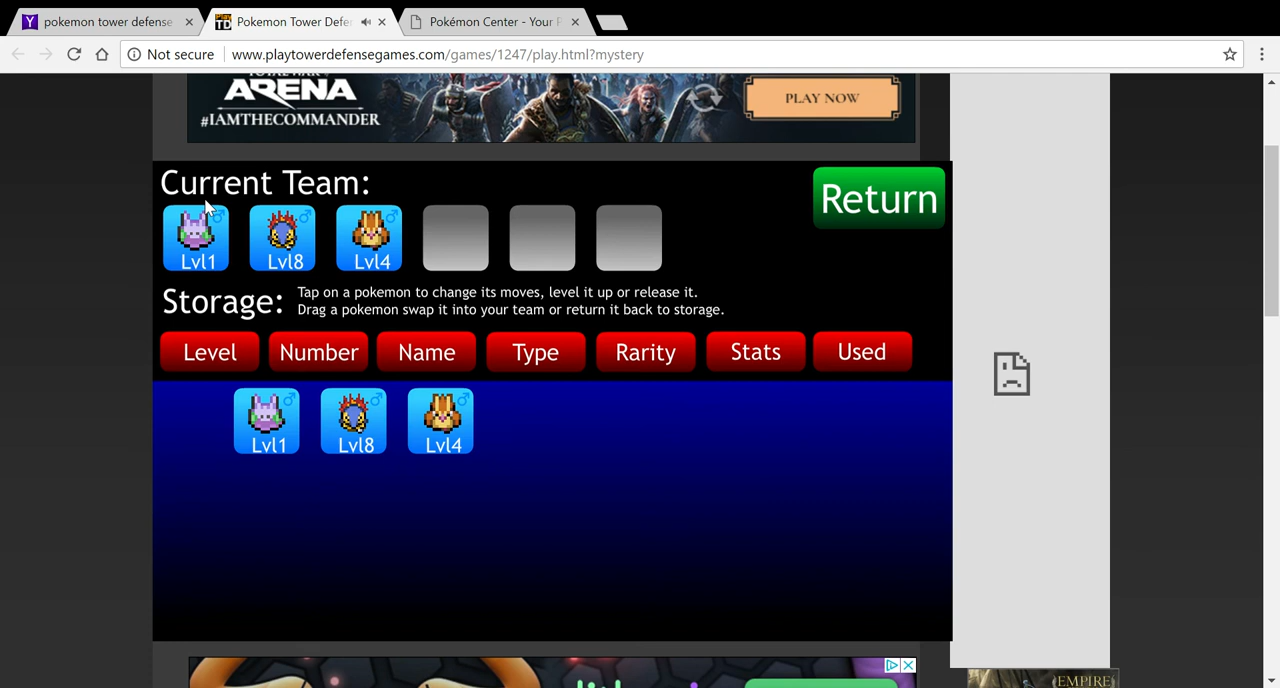 pokemon tower defense
Pokemon Tower Defe
Pokémon Center - Your
Not secure
www.playtowerdefensegames.com/games/1247/play.html?mystery
ARENA
#IAMTHECOMMANDER
PLAY NOW
Current Team:
Return
Lvl1
Lvl8
Lvl4
Storage:
Tap on a pokemon to change its moves, level it up or release it.
Drag a pokemon swap it into your team or return it back to storage.
Level
Number
Name
Type
Rarity
Stats
Used
Lvl1
Lvl8
Lvl4
EMPIRE